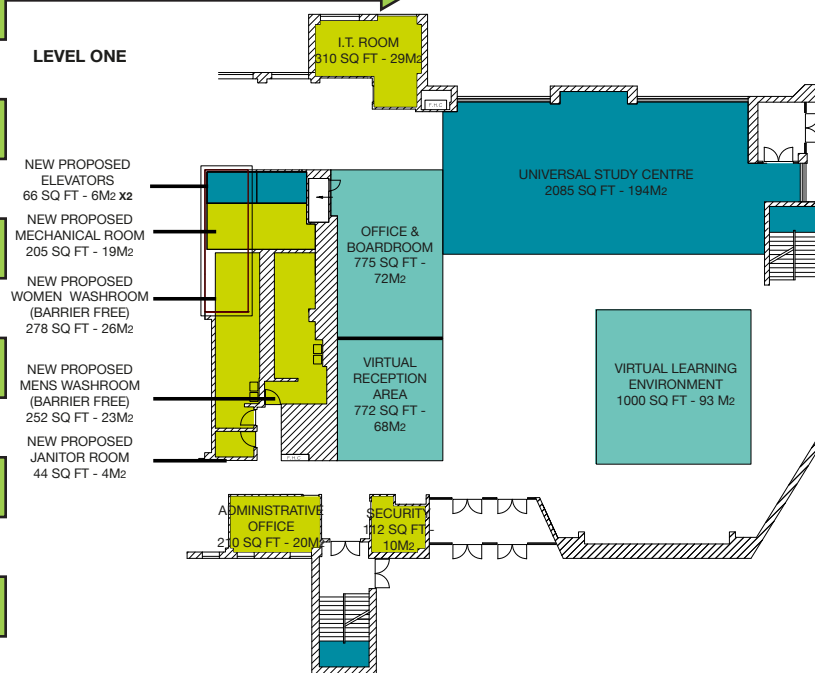 LEVEL ONE
I.T. ROOM
310 SQ FT - 29M2
F.H.C
UNIVERSAL STUDY CENTRE
2085 SQ FT - 194M2
NEW PROPOSED
ELEVATORS
66 SQ FT - 6M2 X2
NEW PROPOSED
MECHANICAL ROOM
205 SQ FT - 19M2
NEW PROPOSED
WOMEN WASHROOM
(BARRIER FREE)
278 SQ FT - 26M2
NEW PROPOSED
MENS WASHROOM
(BARRIER FREE)
252 SQ FT - 23M2
NEW PROPOSED
JANITOR ROOM
44 SQ FT - 4M2
OFFICE &
BOARDROOM
775 SQ FT -
72M2
VIRTUAL
RECEPTION
AREA
772 SQ FT -
68M2
VIRTUAL LEARNING
ENVIRONMENT
1000 SQ FT - 93 M2
F.H.C
ADMINISTRATIVE
OFFICE
210 SQ FT - 20M2
SECURITY
112 SQ FT -
10M2